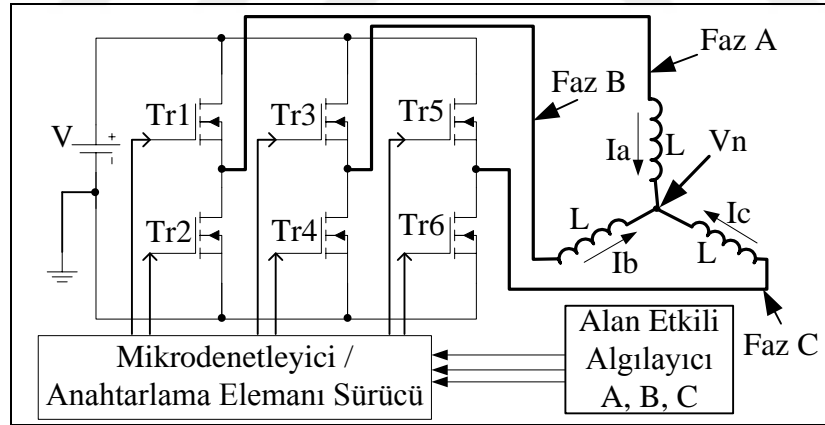 Faz A
Faz B
V
+
-
Tr1
Tr3
Tr5
Ia
L
Vn
Tr2
Tr4
Tr6
L
Ib
Ic
L
Mikrodenetleyici /
Anahtarlama Elemanı Sürücü
Alan Etkili
Algılayıcı
A, B, C
Faz C